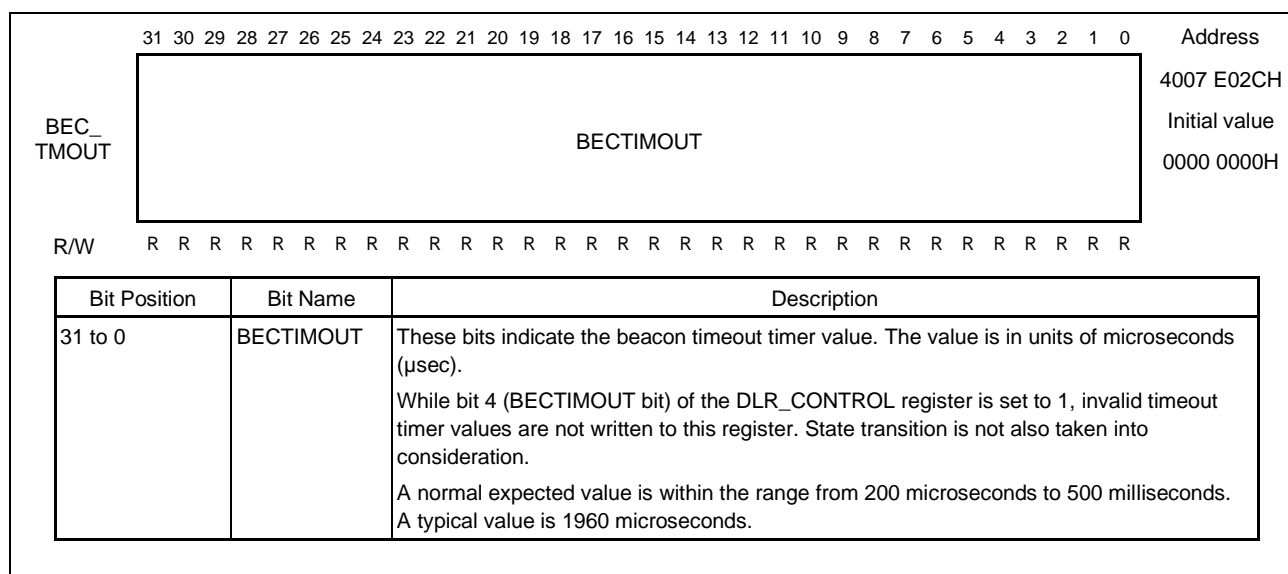 31 30 29 28 27 26 25 24 23 22 21 20 19 18 17 16 15 14 13 12 11 10 9 8 7 6 5 4 3 2 1 0 Address
4007 E02CH
BEC_
TMOUT
BECTIMOUT
Initial value
0000 0000H
R/W R R R R R R R R R R R R R R R R R R R R R R R R R R R R R R R R
Bit Position Bit Name Description
31 to 0 BECTIMOUT These bits indicate the beacon timeout timer value. The value is in units of microseconds
(µsec).
While bit 4 (BECTIMOUT bit) of the DLR_CONTROL register is set to 1, invalid timeout
timer values are not written to this register. State transition is not also taken into
consideration.
A normal expected value is within the range from 200 microseconds to 500 milliseconds.
A typical value is 1960 microseconds.